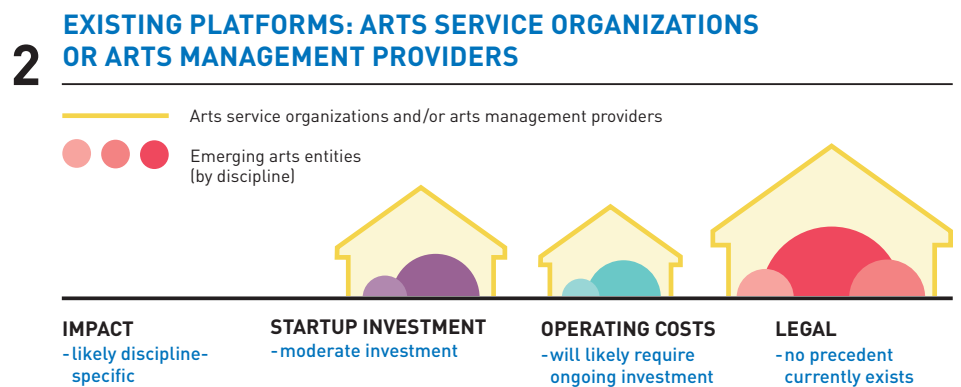 2
EXISTING PLATFORMS: ARTS SERVICE ORGANIZATIONS
OR ARTS MANAGEMENT PROVIDERS
Arts service organizations and/or arts management providers
Emerging arts entities
(by discipline)
IMPACT
-likely discipline-
specific
STARTUP INVESTMENT
-moderate investment
OPERATING COSTS
-will likely require
ongoing investment
LEGAL
-no precedent
currently exists